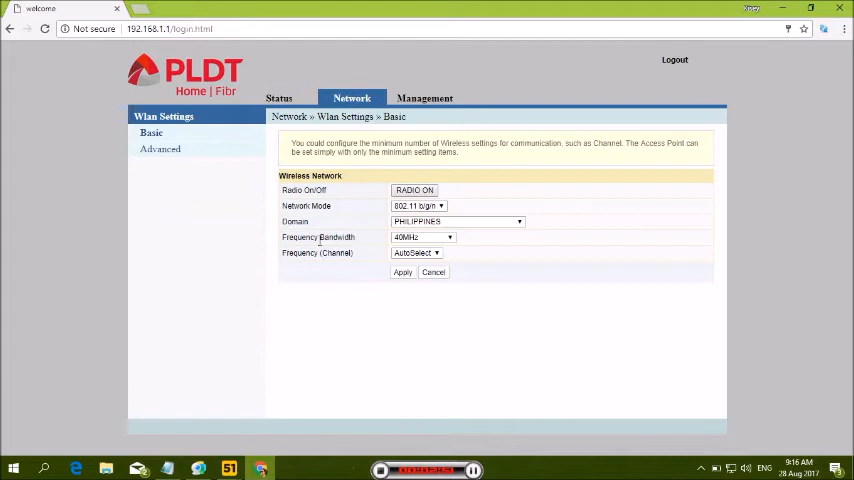 welcome
Xpey
Not secure 192.168.1.1/login.html
Logout
PLDT
Home | Fibr
Status Network Management
Wlan Settings
Network » Wlan Settings » Basic
Basic
Advanced
You could configure the minimum number of Wireless settings for communication, such as Channel. The Access Point can
be set simply with only the minimum setting items.
Wireless Network
Radio On/Off RADIO ON
Network Mode 802.11 b/g/n
Domain PHILIPPINES
Frequency Bandwidth 40MHz
Frequency (Channel) AutoSelect
Apply Cancel
51
ENG
9:16 AM
28 Aug 2017